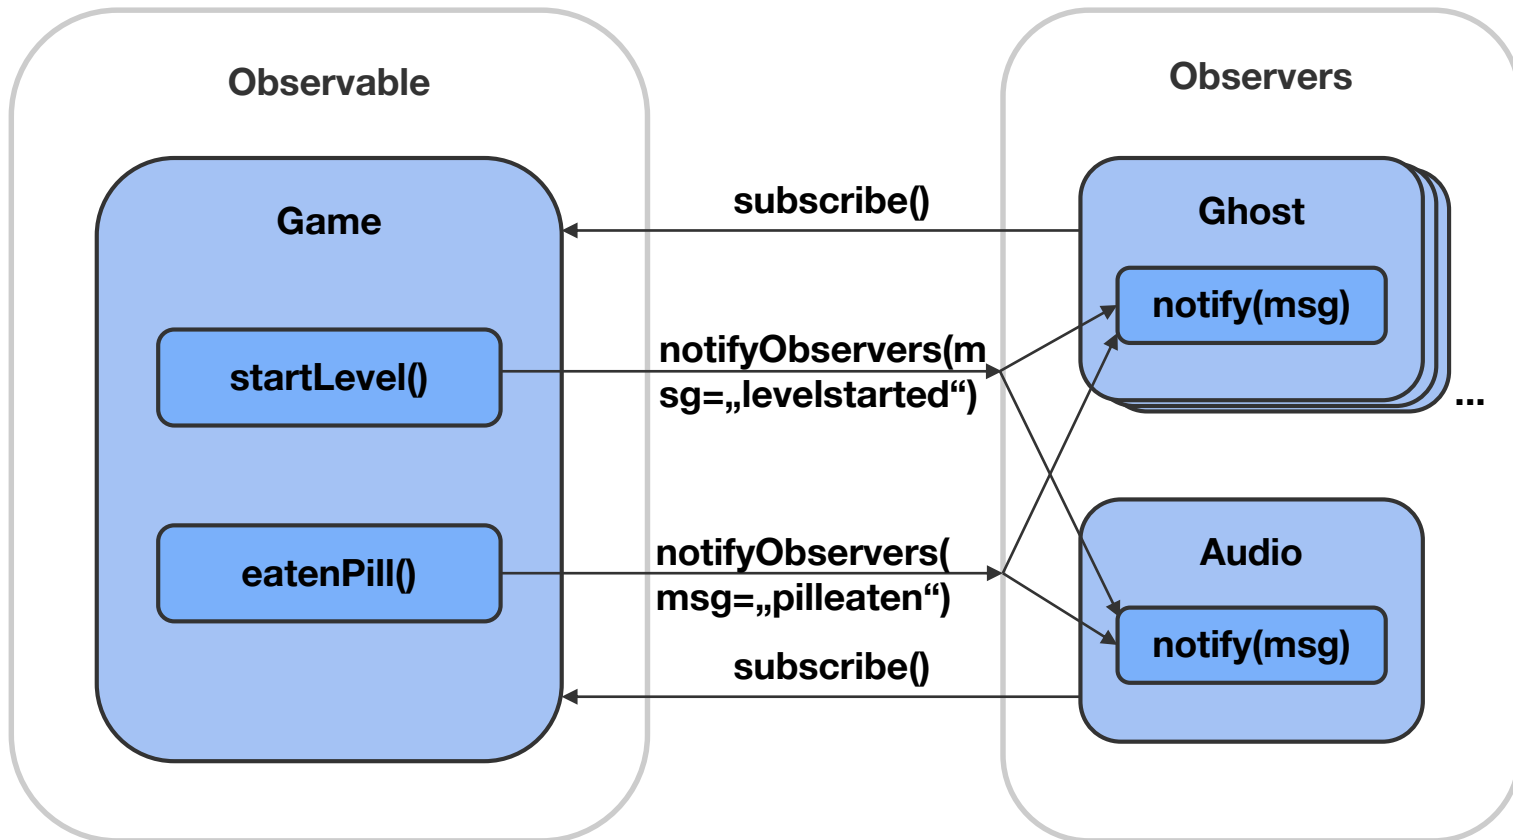 Observable
Observers
Game
subscribe()
Ghost
notify(msg)
startLevel()
notifyObservers(m
sg=„levelstarted“)
...
eatenPill()
notifyObservers(
msg=„pilleaten“)
Audio
notify(msg)
subscribe()